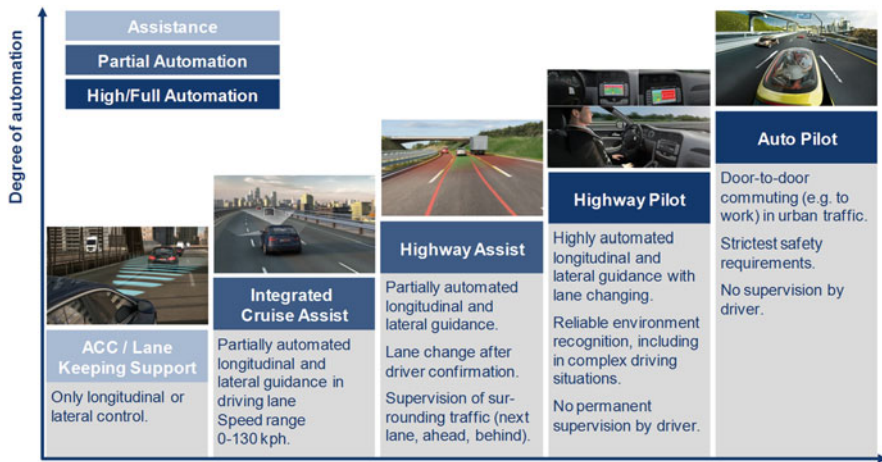 Degree of automation
Assistance
Partial Automation
High/Full Automation
ACC / Lane
Keeping Support
Only longitudinal or
lateral control.
Integrated
Cruise Assist
Partially automated
longitudinal and
lateral guidance in
driving lane
Speed range
0-130 kph.
Highway Assist
Partially automated
longitudinal and
lateral guidance.
Lane change after
driver confirmation.
Supervision of sur-
rounding traffic (next
lane, ahead, behind).
Highway Pilot
Highly automated
longitudinal and
lateral guidance with
lane changing.
Reliable environment
recognition, including
in complex driving
situations.
No permanent
supervision by driver.
Auto Pilot
Door-to-door
commuting (e.g. to
work) in urban traffic.
Strictest safety
requirements.
No supervision by
driver.